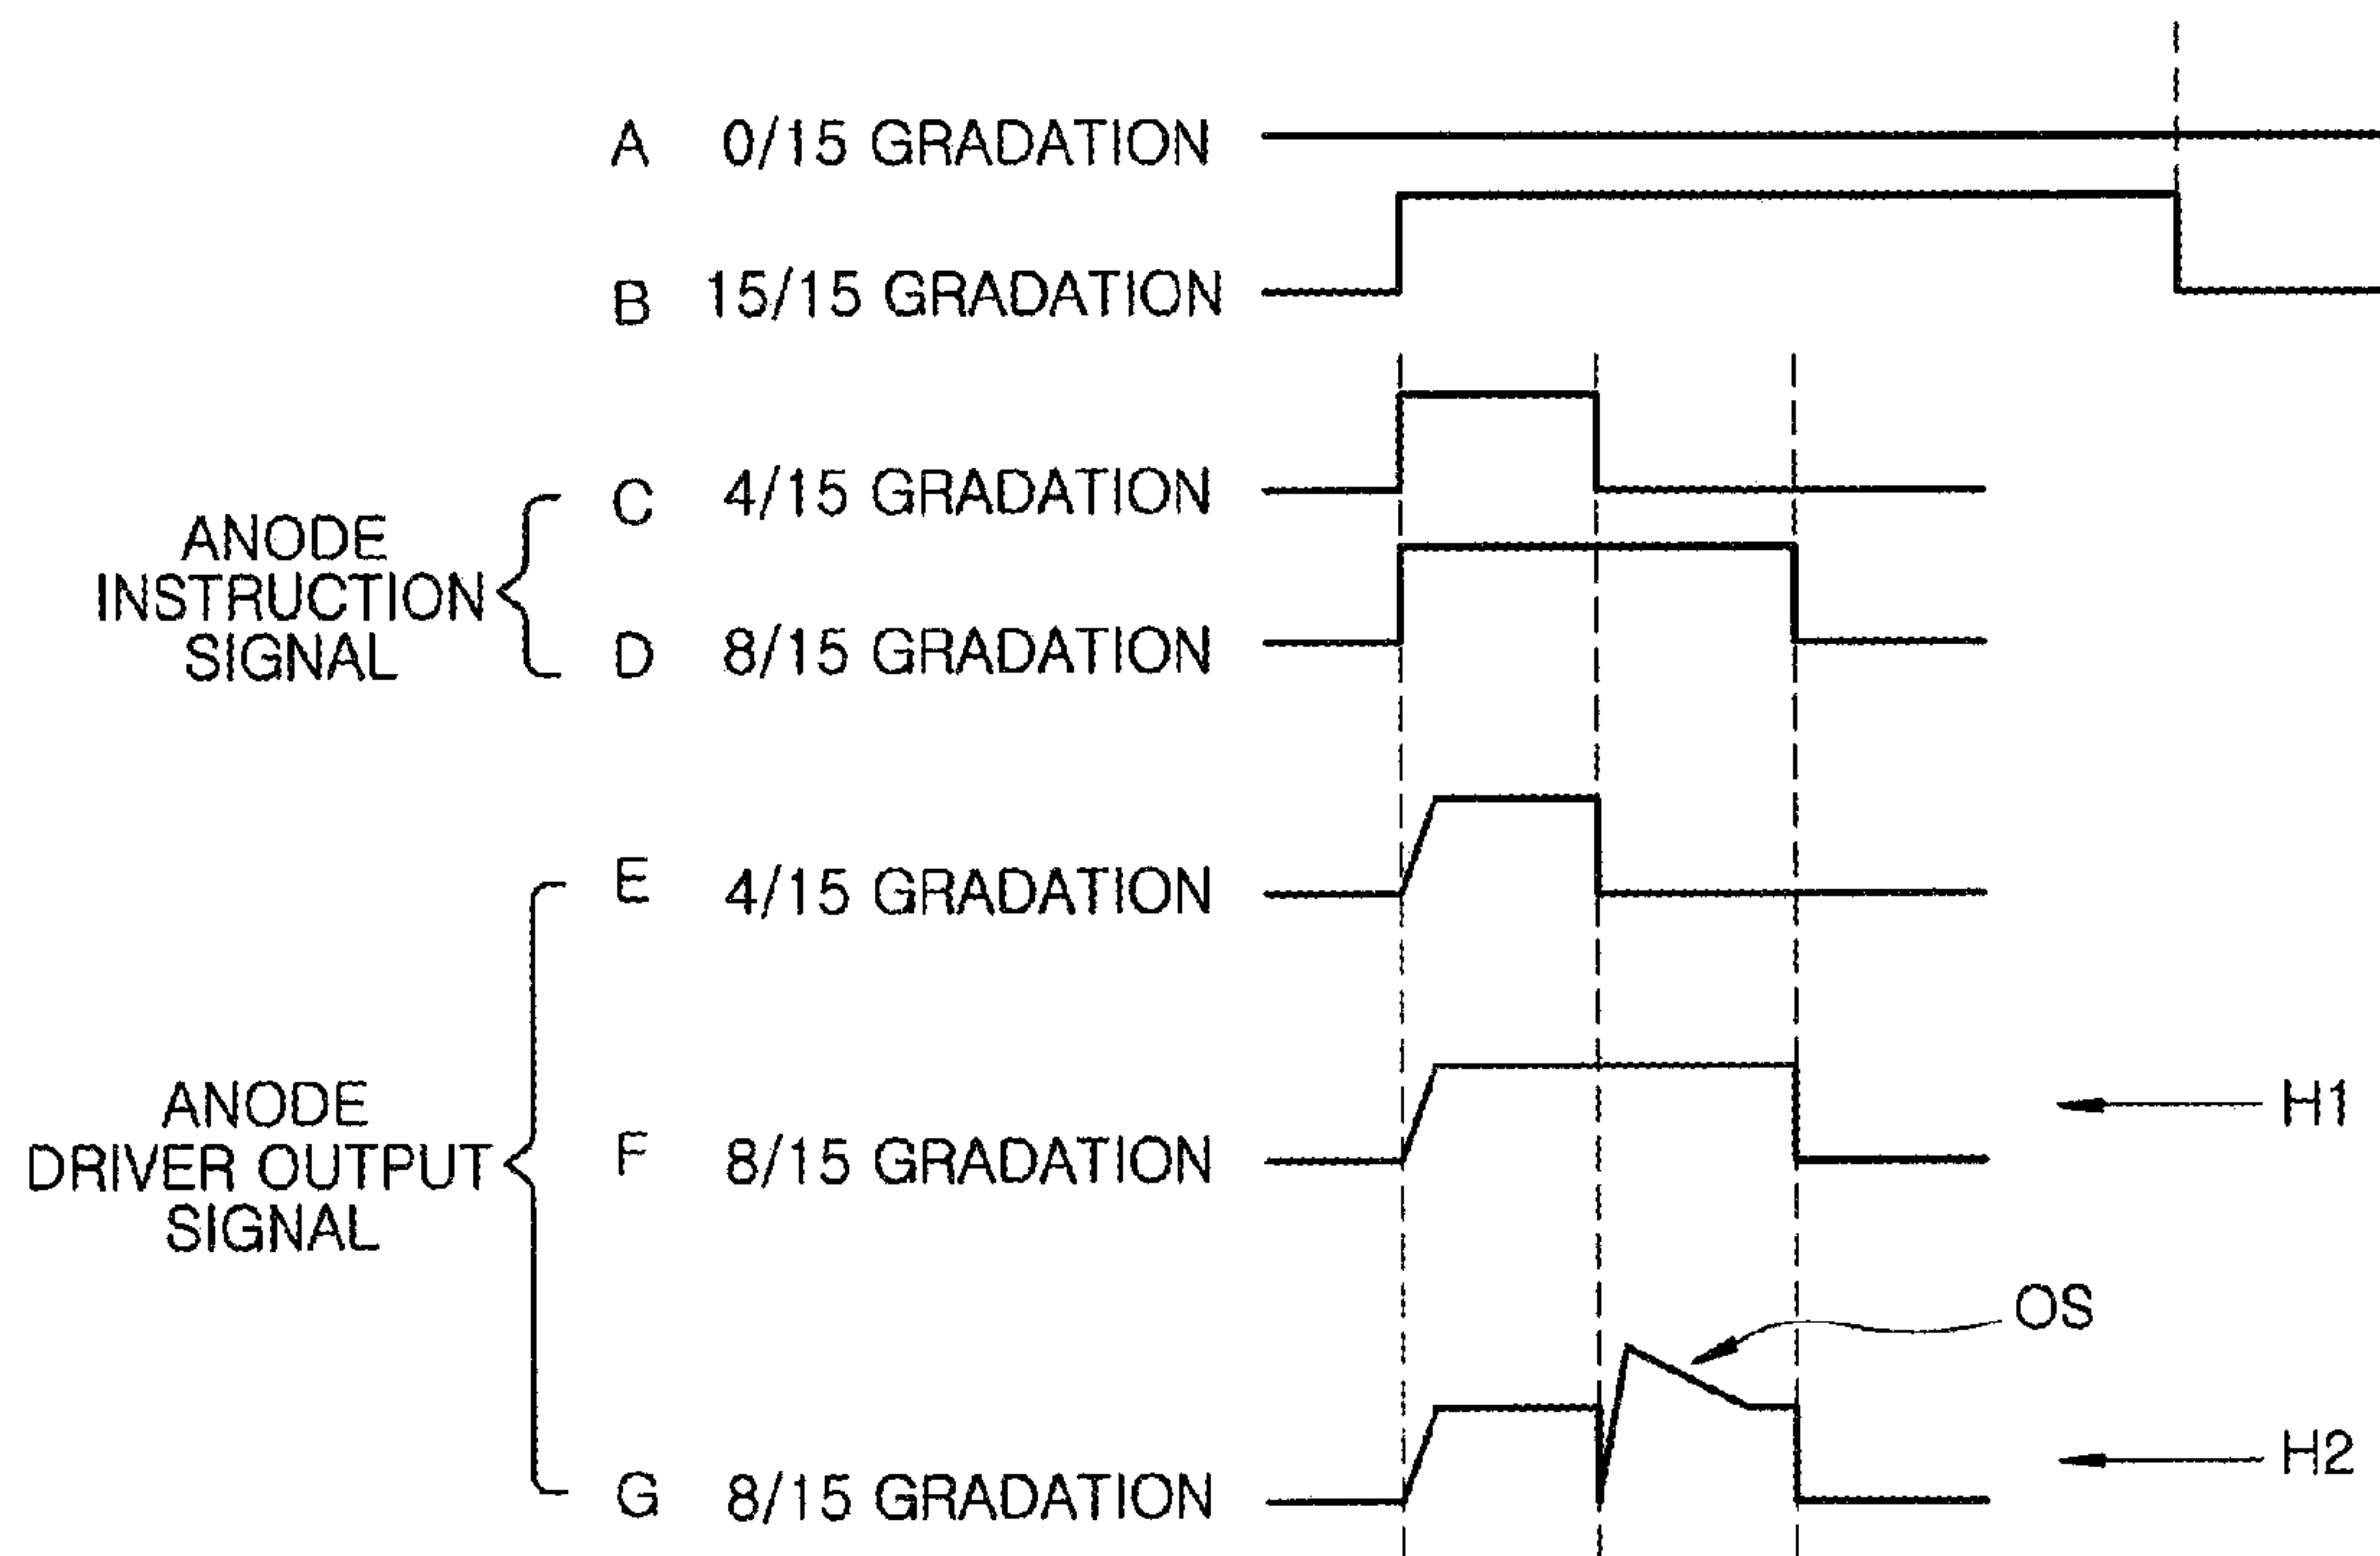 A 0/15 GRADATION
B 15/15 GRADATION
C 4/15 GRADATION
ANODE
INSTRUCTION
SIGNAL
D 8/15 GRADATION
E 4/15 GRADATION
ANODE
DRIVER OUTPUT
SIGNAL
F 8/15 GRADATION
H1
OS
G 8/15 GRADATION
H2